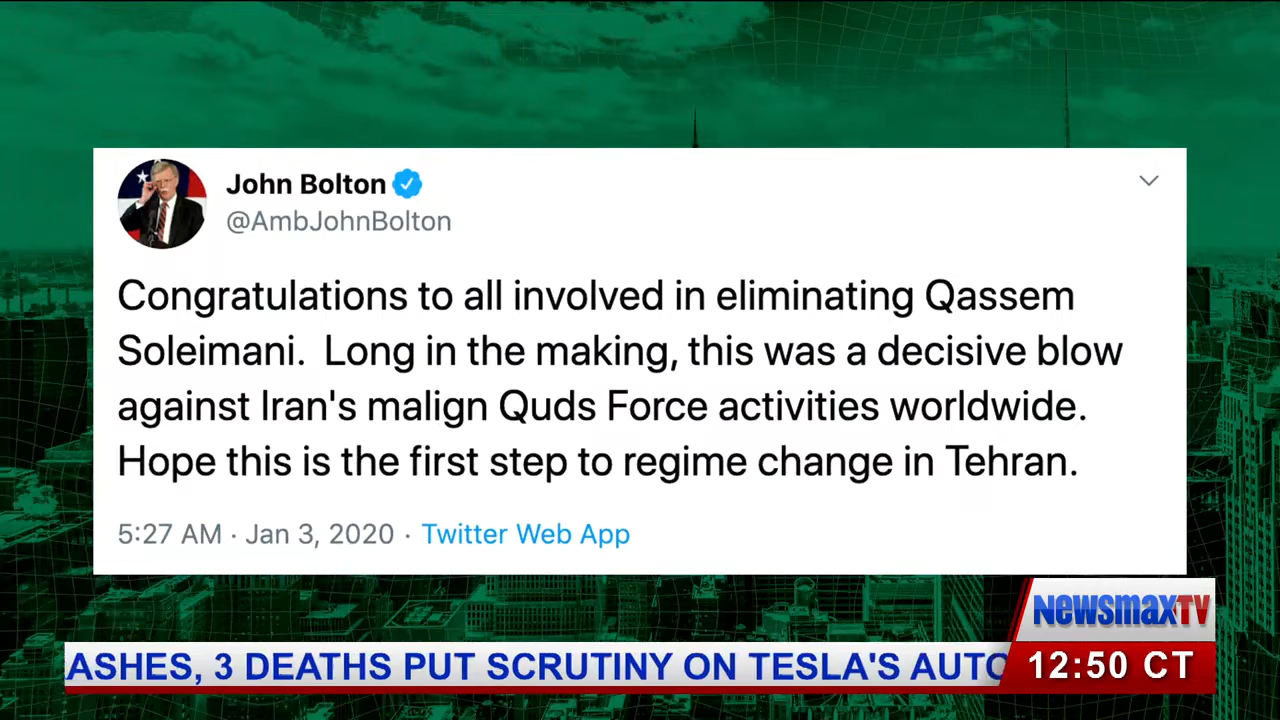 John Bolton
@AmbJohnBolton
Congratulations to all involved in eliminating Qassem
Soleimani.  Long in the making, this was a decisive blow
against Iran's malign Quds Force activities worldwide.
Hope this is the first step to regime change in Tehran.
5:27 AM · Jan 3, 2020 · Twitter Web App
NEWSMAXTV
ASHES, 3 DEATHS PUT SCRUTINY ON TESLA'S AUTO
12:50 CT